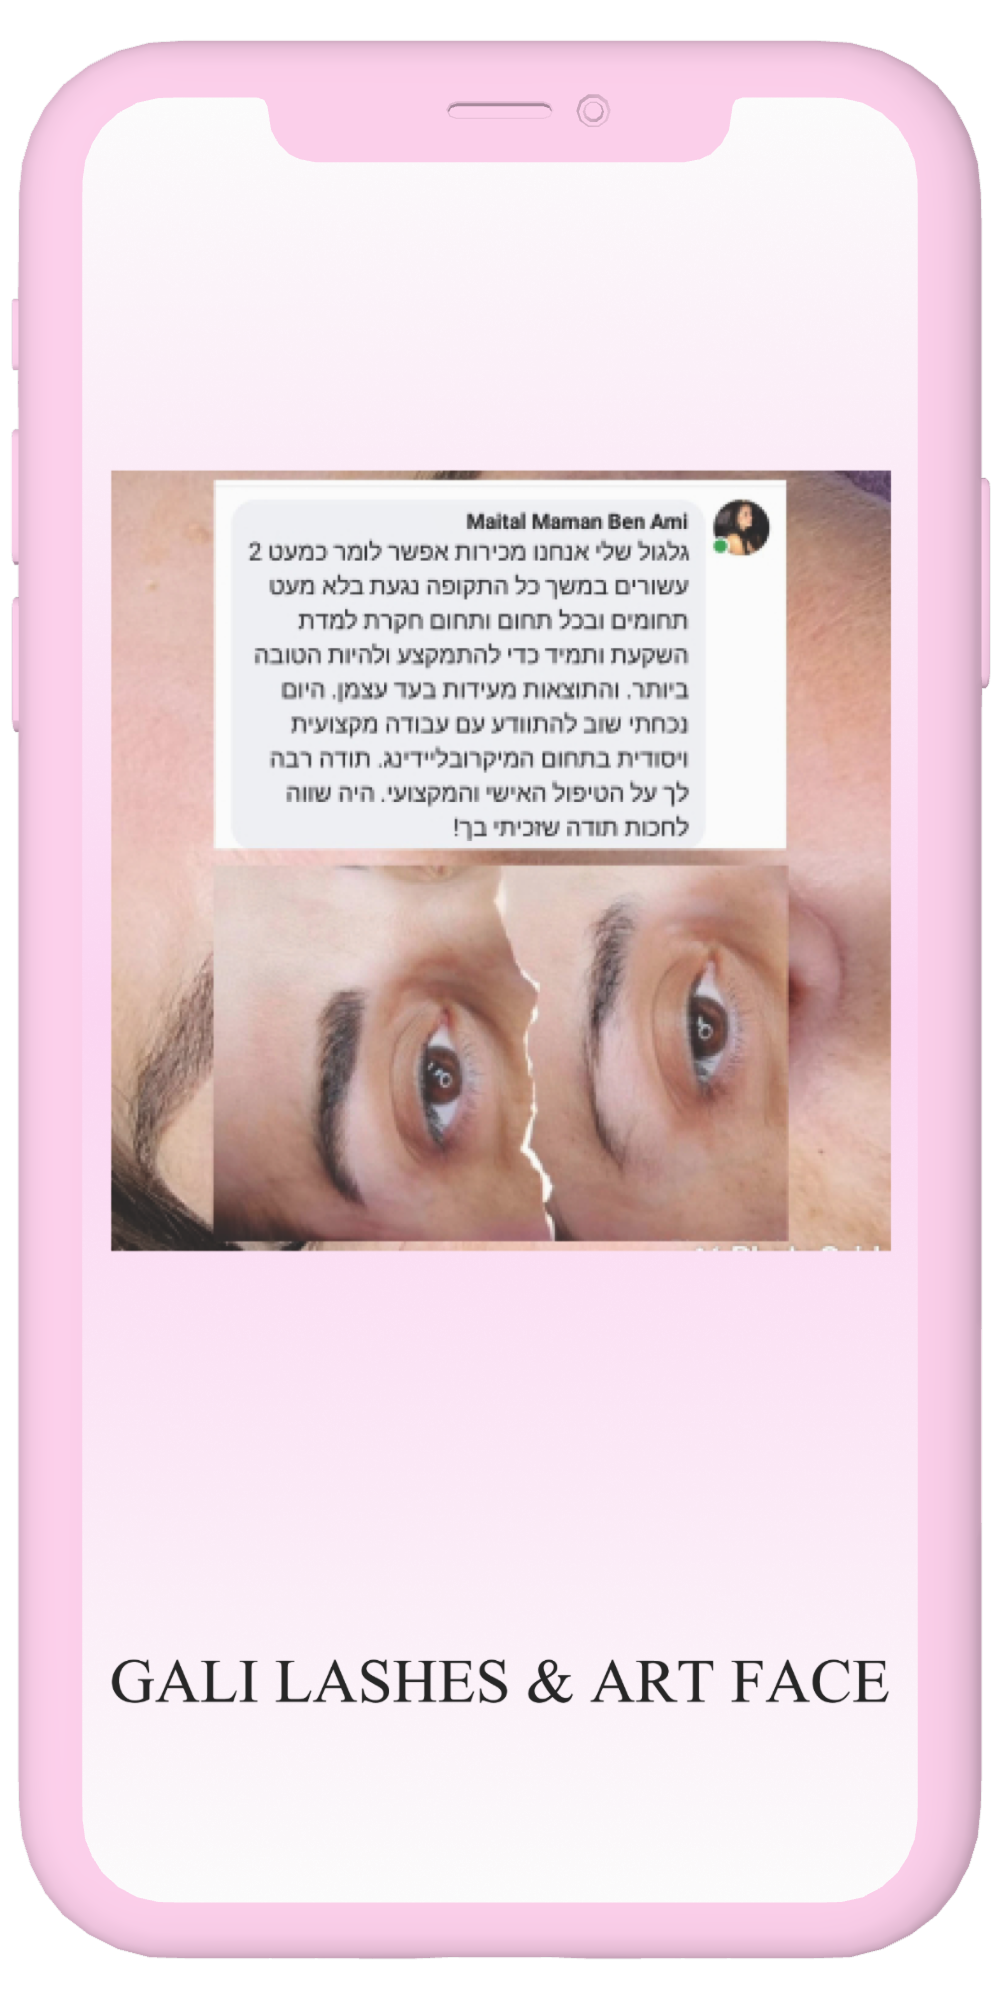 Maital Maman Ben Ami
גלגול שלי אנחנו מכירות אפשר לומר כמעט 2
עשורים במשך כל התקופה נגעת בלא מעט
תחומים ובכל תחום ותחום חקרת למדת
השקעת ותמיד כדי להתמקצע ולהיות הטובה
ביותר. והתוצאות מעידות בעד עצמן. היום
נכחתי שוב להתוודע עם עבודה מקצועית
ויסודית בתחום המיקרובליידינג. תודה רבה
לך על הטיפול האישי והמקצועי. היה שווה
לחכות תודה שזכיתי בך!
GALI LASHES & ART FACE